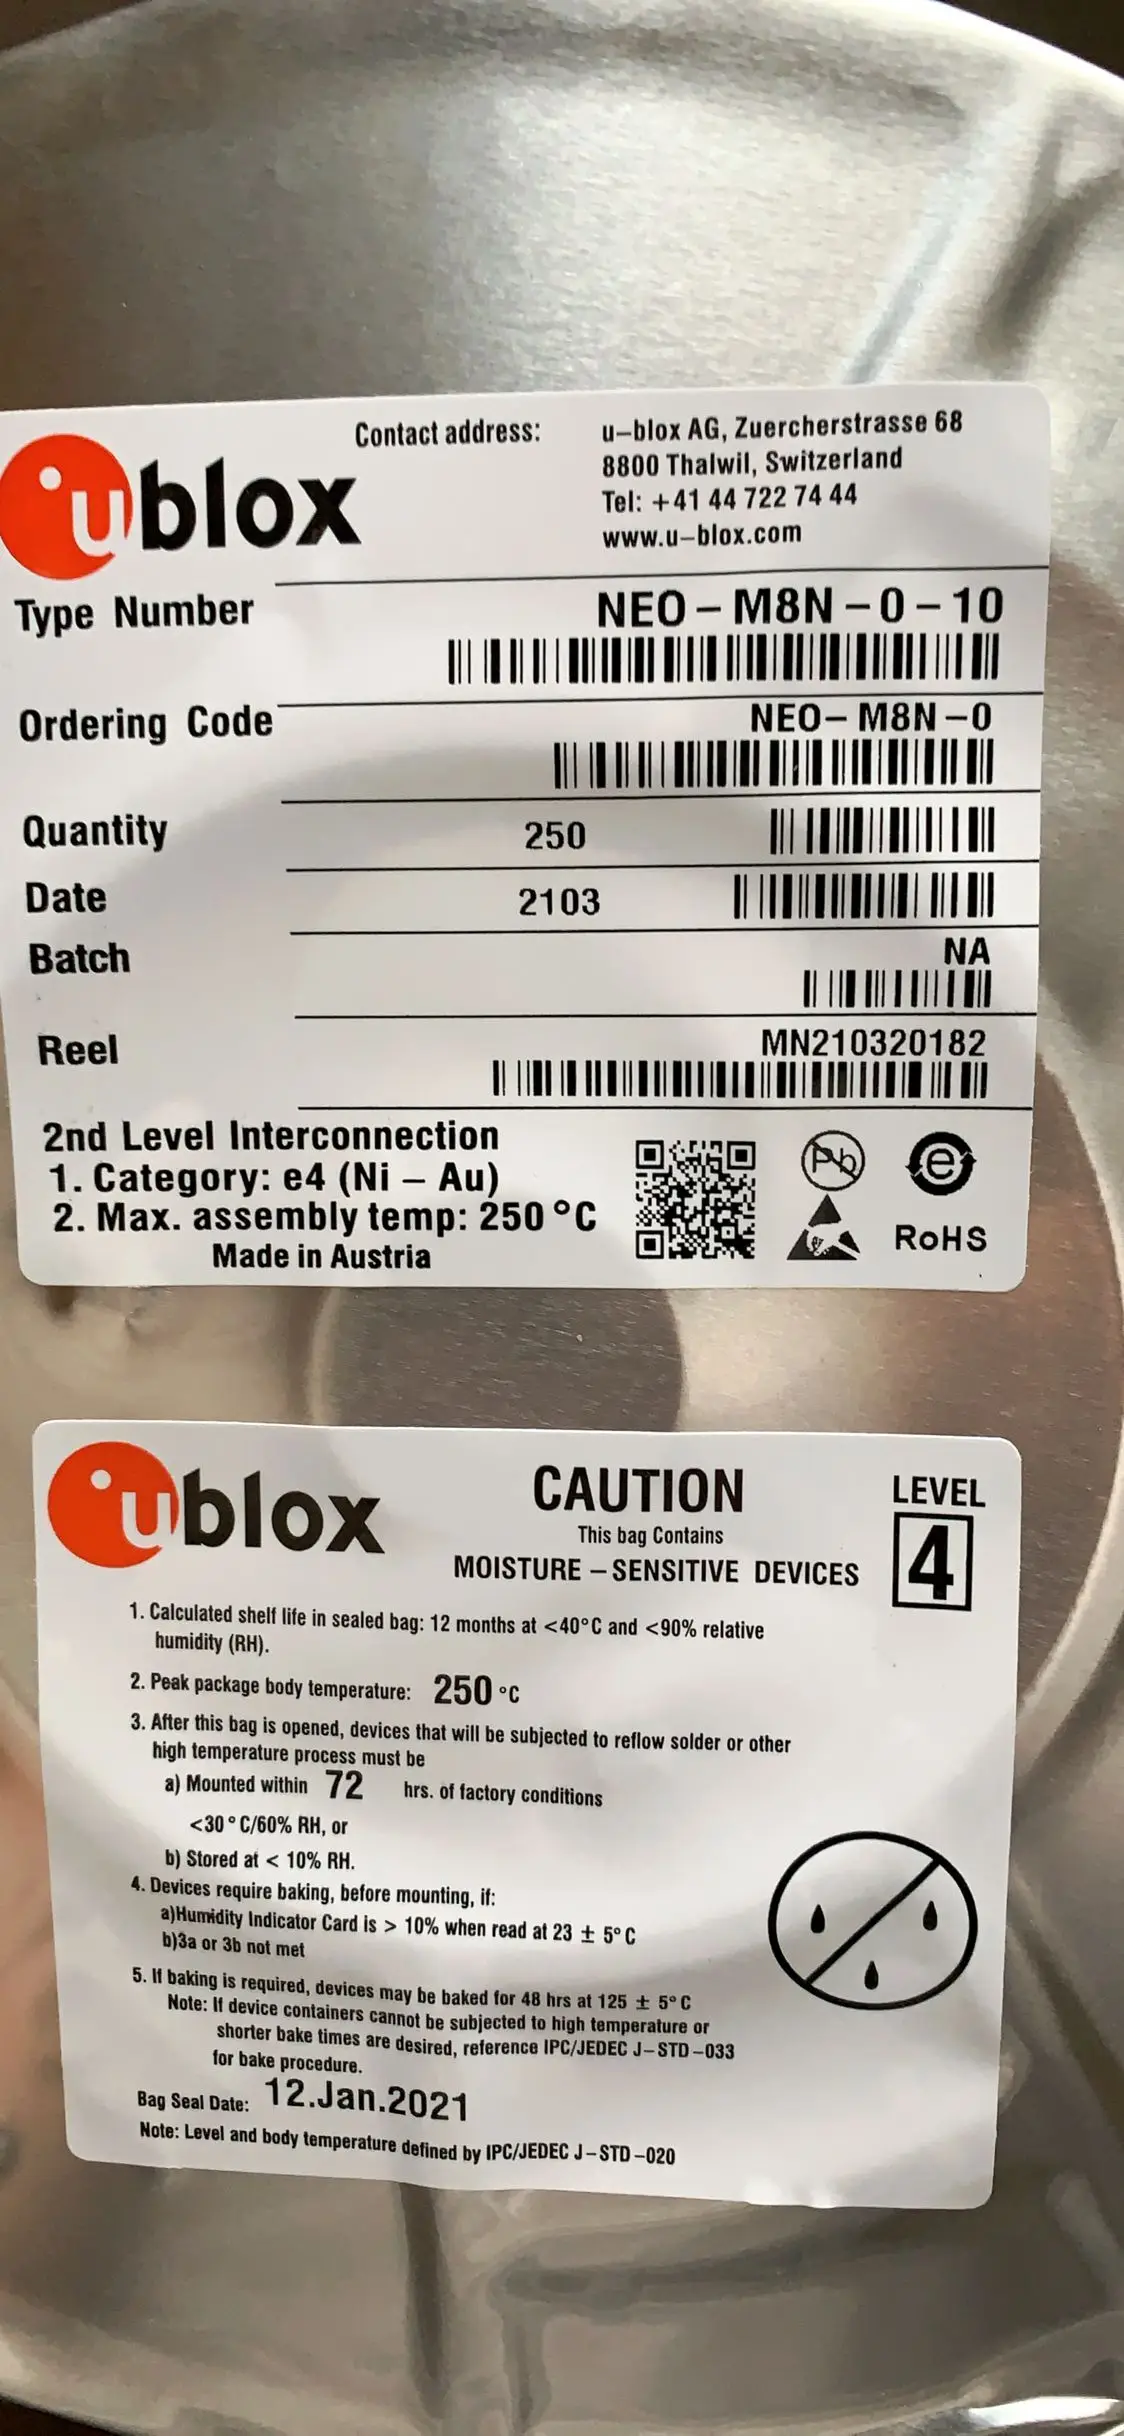 ublox
Contact address:
u-blox AG, Zuercherstrasse 68
8800 Thalwil, Switzerland
Tel: +41 44 722 74 44
www.u-blox.com
Type Number
NEO-M8N-0-10
Ordering Code
NEO-M8N-0
Quantity
250
Date
2103
Batch
NA
Reel
MN210320182
2nd Level Interconnection
1. Category: e4 (Ni - Au)
2. Max. assembly temp: 250 °C
Made in Austria
Pb
e
RoHS
ublox
CAUTION
This bag Contains
MOISTURE-SENSITIVE DEVICES
LEVEL
4
1. Calculated shelf life in sealed bag: 12 months at <40°C and <90% relative
humidity (RH).
2. Peak package body temperature: 250 °C
3. After this bag is opened, devices that will be subjected to reflow solder or other
high temperature process must be
a) Mounted within 72 hrs. of factory conditions
<30°C/60% RH, or
b) Stored at < 10% RH.
4. Devices require baking, before mounting, if:
a)Humidity Indicator Card is > 10% when read at 23 ± 5°C
b)3a or 3b not met
5. If baking is required, devices may be baked for 48 hrs at 125 ± 5°C
Note: If device containers cannot be subjected to high temperature or
shorter bake times are desired, reference IPC/JEDEC J-STD-033
for bake procedure.
Bag Seal Date: 12.Jan.2021
Note: Level and body temperature defined by IPC/JEDEC J-STD-020